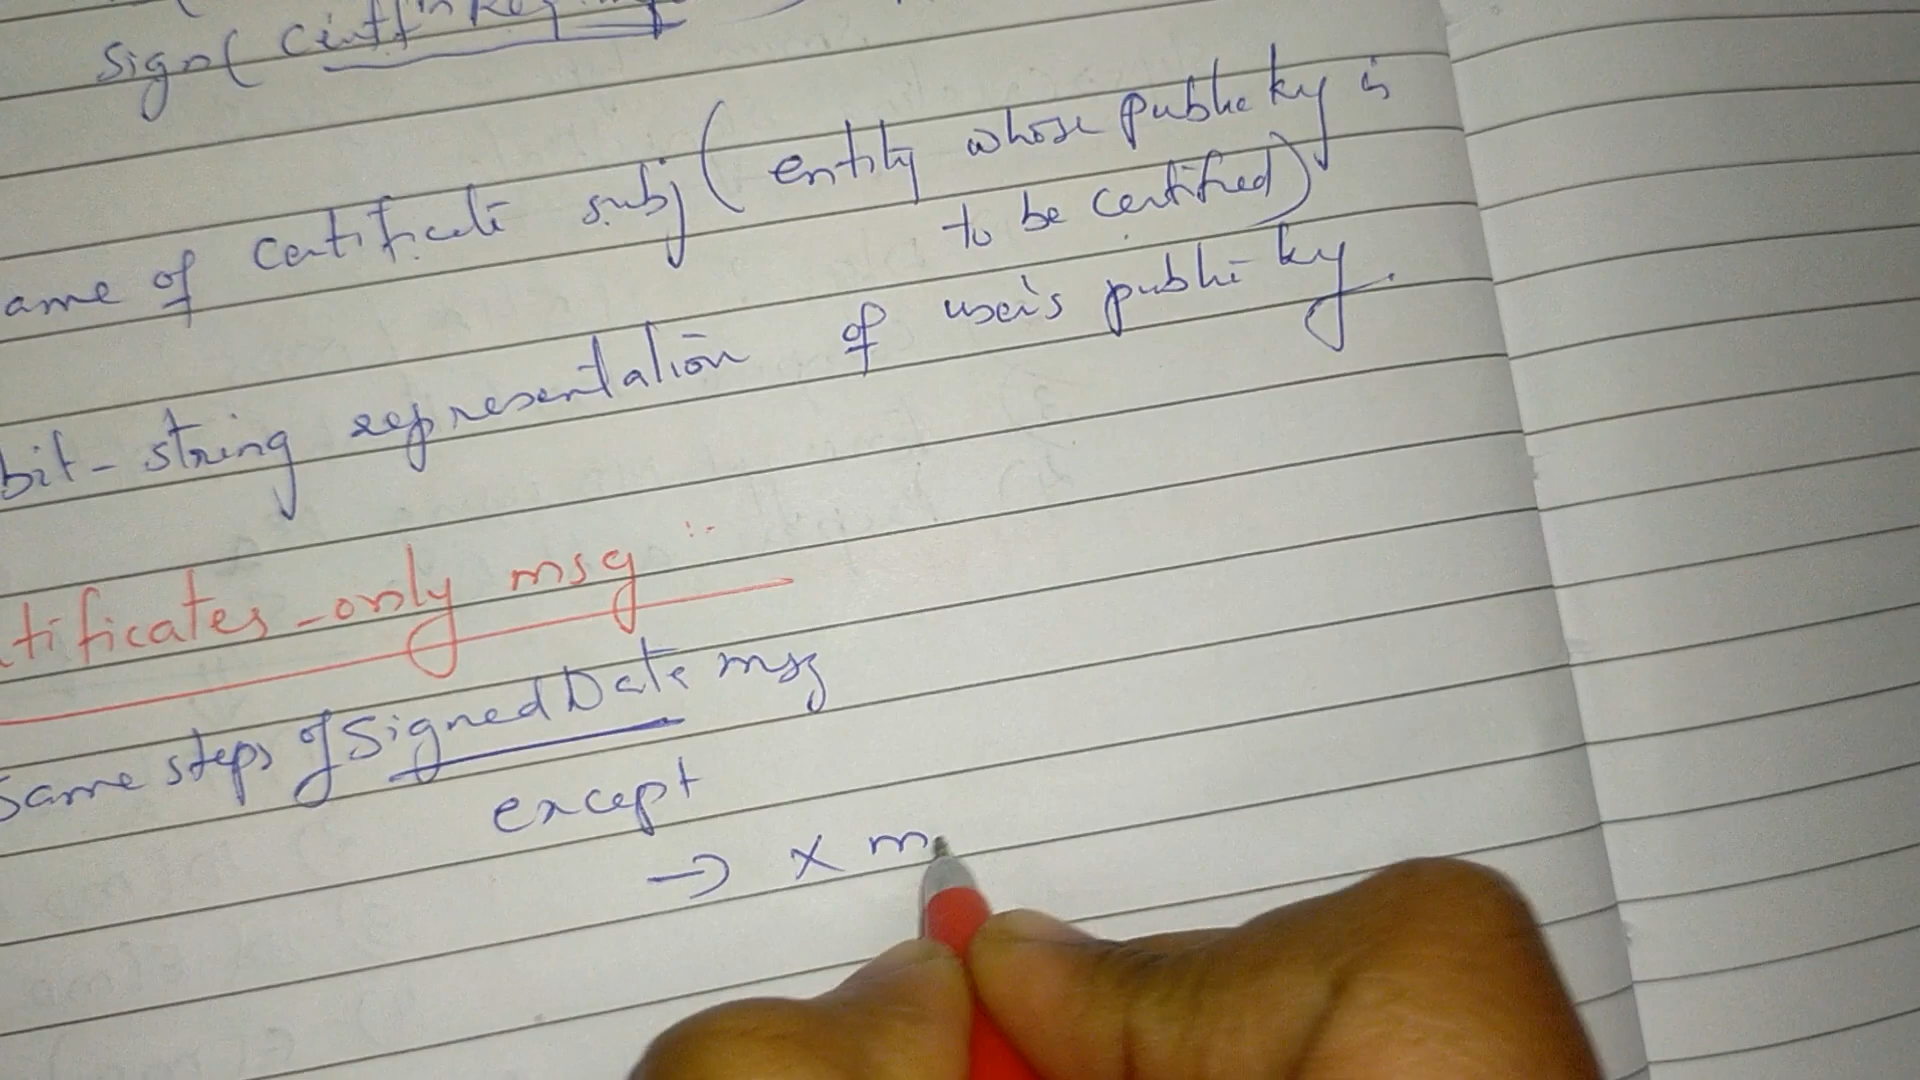 Sign(
ame of certificate subj ( entity whose public key is
to be certified)
bit-string representation of user's public key.
tificates-only msg :-
Same steps of SignedData msg
except
→ x m